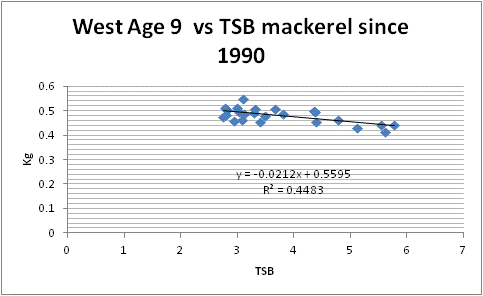 West Age 9 vs TSB mackerel since
1990
0.6
0.5
0.4
0.3
0.2
0.1
0
Kg
y = -0.0212x + 0.5595
R² = 0.4483
0 1 2 3 4 5 6 7
TSB